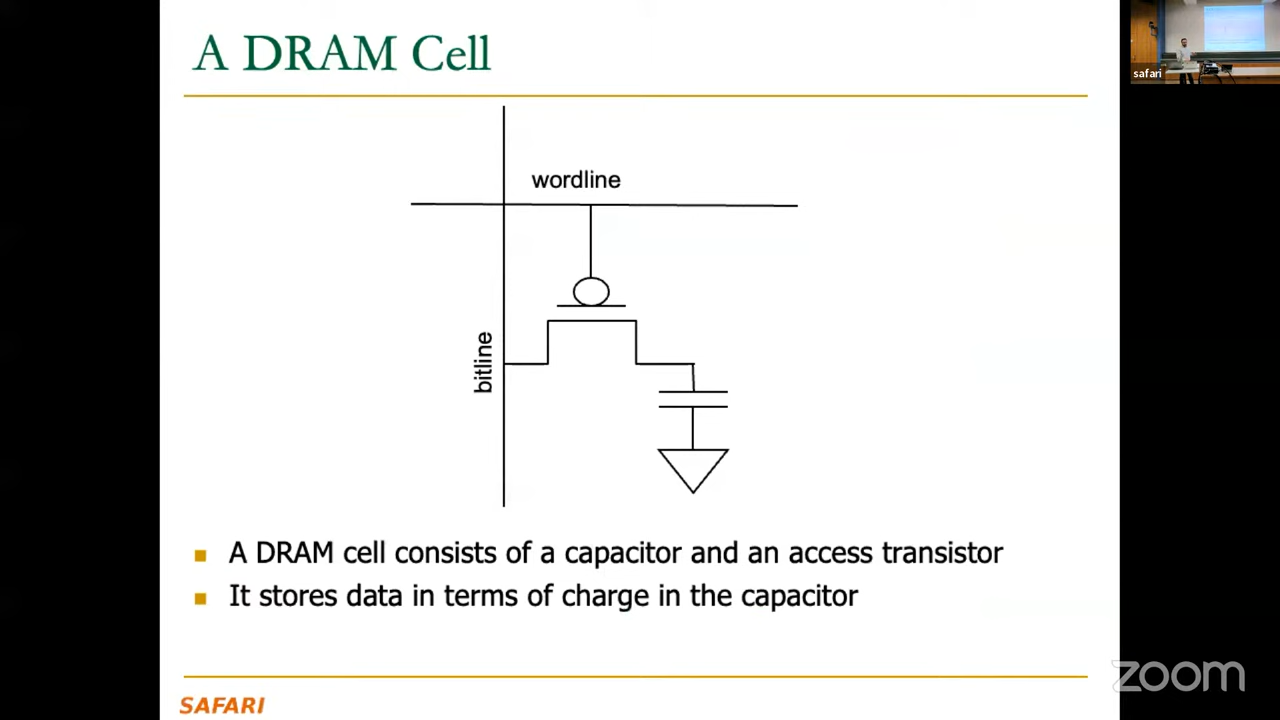 A DRAM Cell
safari
wordline
bitline
A DRAM cell consists of a capacitor and an access transistor
It stores data in terms of charge in the capacitor
SAFARI
zoom